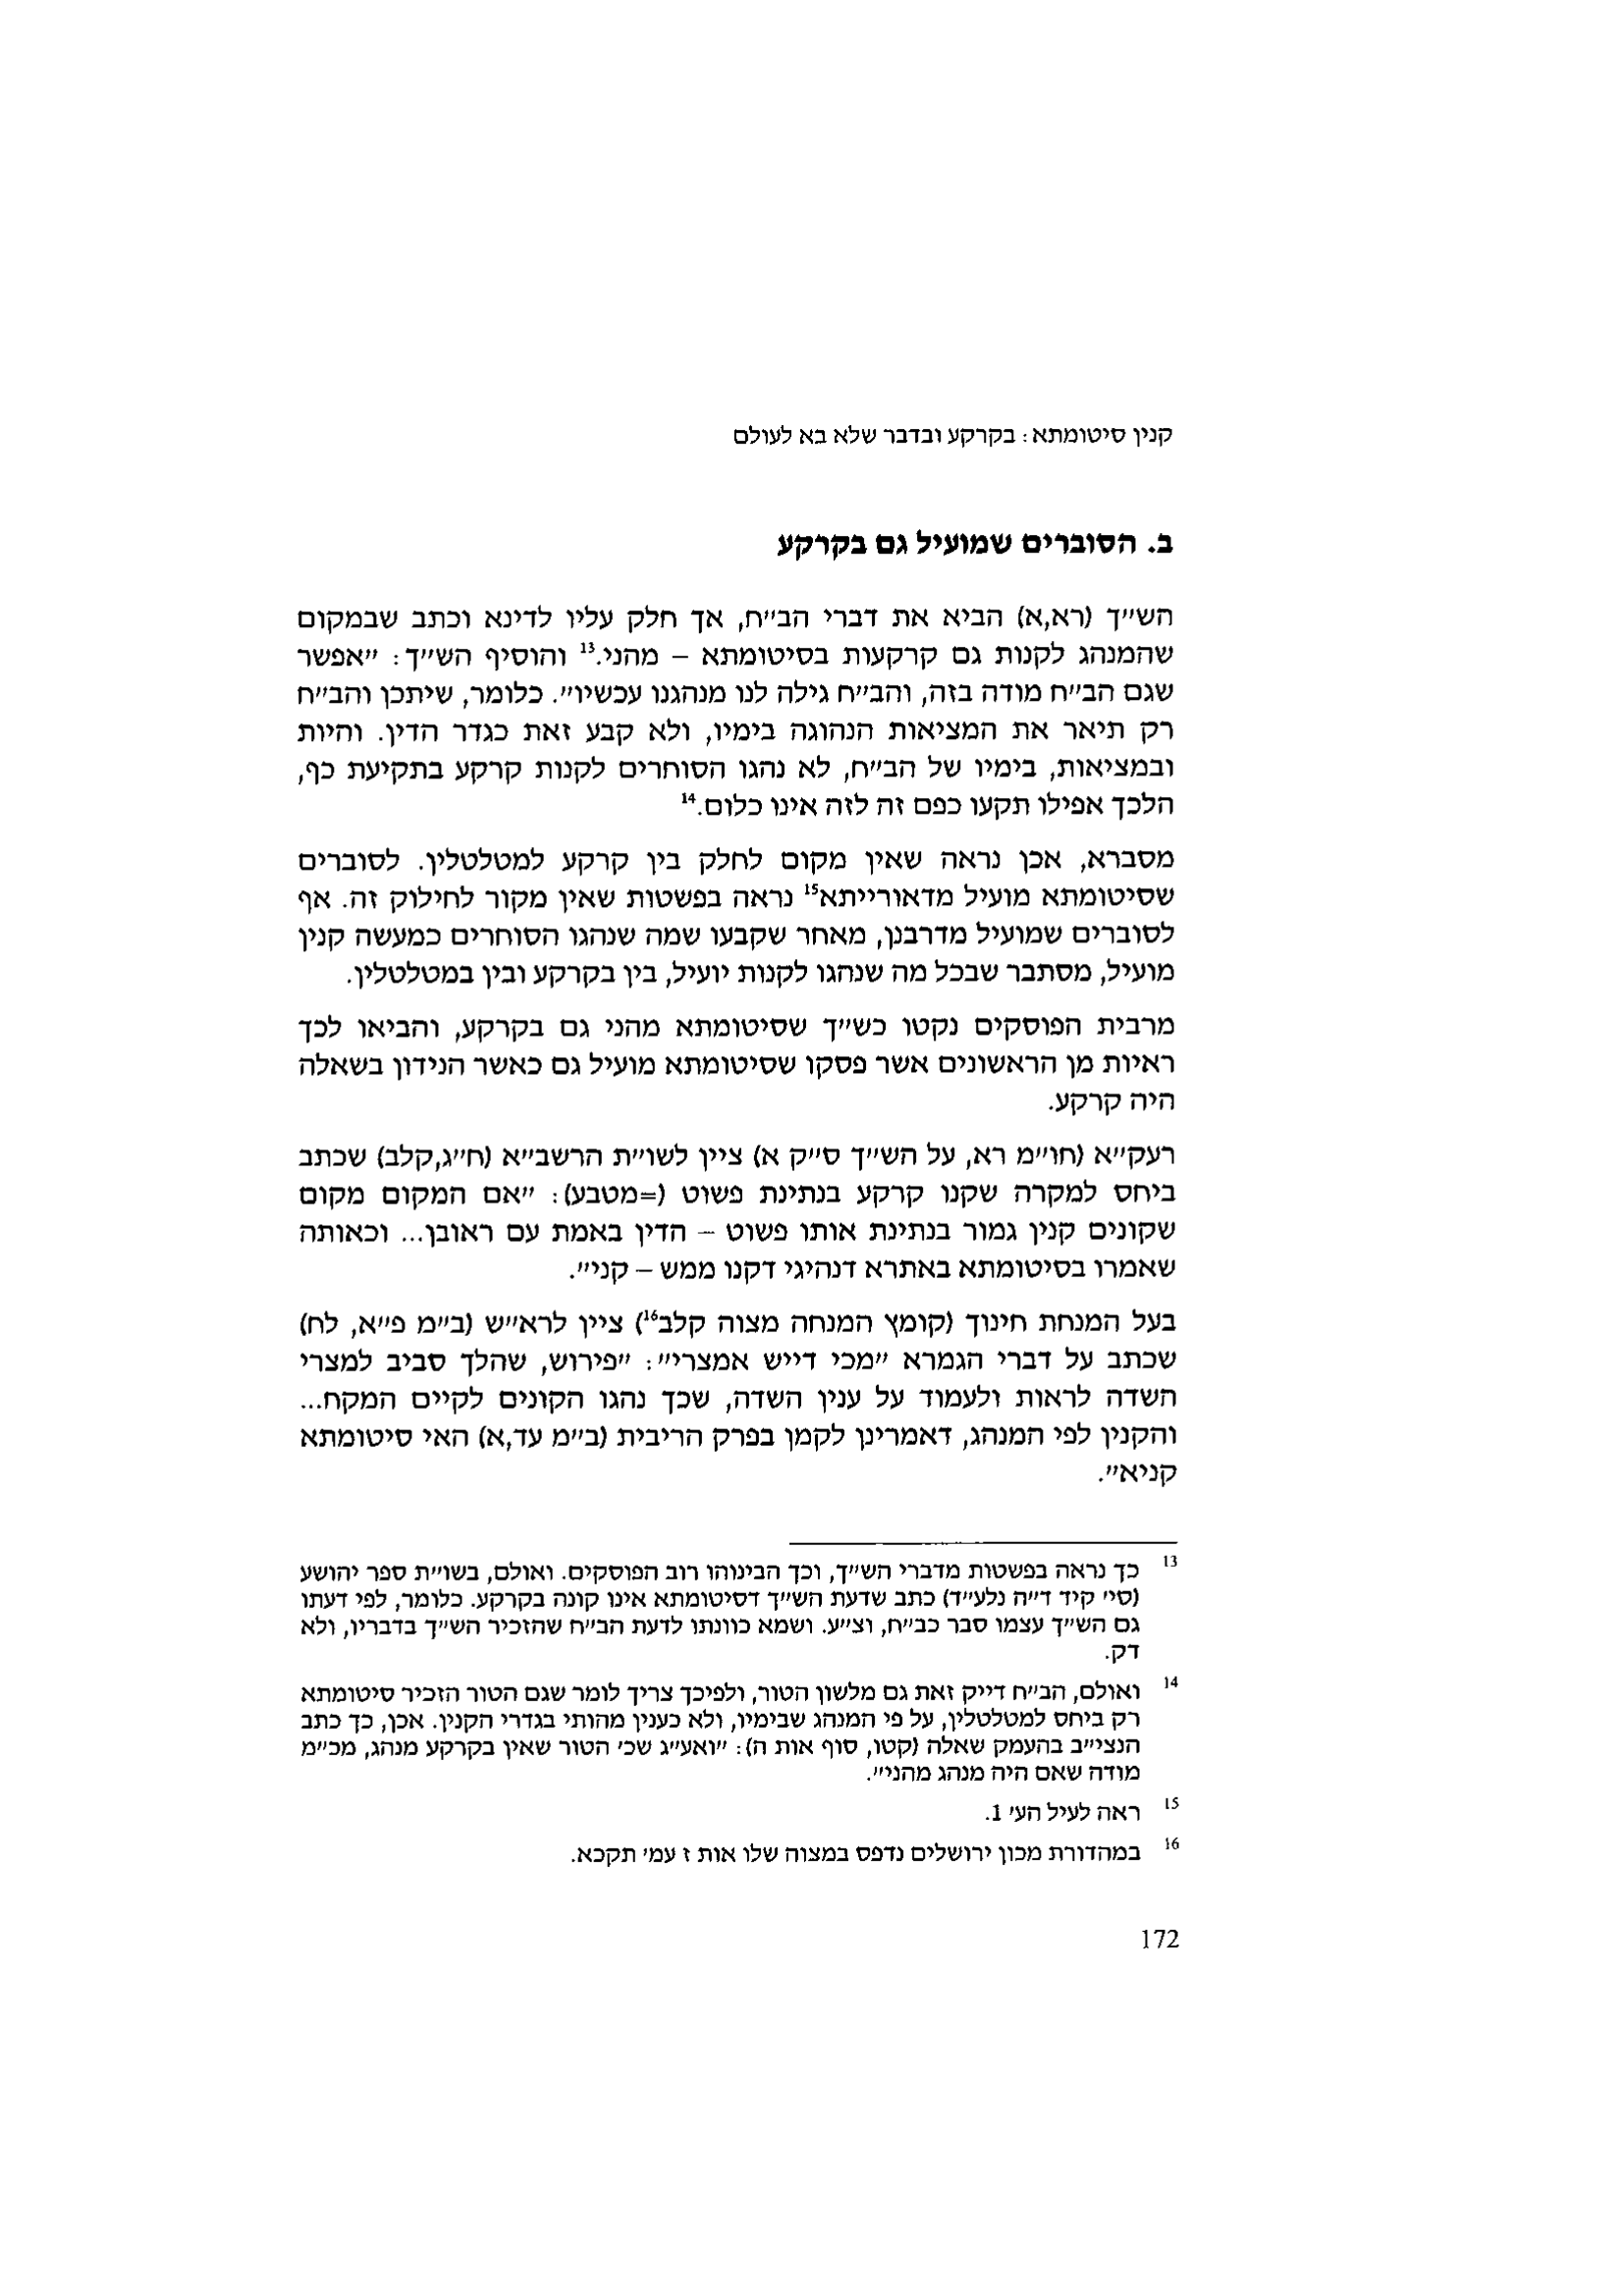 קנין סיטומתא: בקרקע ובדבר שלא בא לעולם
ב. הסוברים שמועיל גם בקרקע
הש״ך (רא,א) הביא את דברי הב״ח, אך חלק עליו לדינא וכתב שבמקום
שהמנהג לקנות גם קרקעות בסיטומתא – מהני.13 והוסיף הש״ך: ״אפשר
שגם הב״ח מודה בזה, והב״ח גילה לנו מנהגנו עכשיו״. כלומר, שיתכן והב״ח
רק תיאר את המציאות הנהוגה בימיו, ולא קבע זאת כגדר הדין. והיות
ובמציאות, בימיו של הב״ח, לא נהגו הסוחרים לקנות קרקע בתקיעת כף,
הלכך אפילו תקעו כפם זה לזה אינו כלום.14
מסברא, אכן נראה שאין מקום לחלק בין קרקע למטלטלין. לסוברים
שסיטומתא מועיל מדאורייתא15 נראה בפשטות שאין מקור לחילוק זה. אף
לסוברים שמועיל מדרבנן, מאחר שקבעו שמה שנהגו הסוחרים כמעשה קנין
מועיל, מסתבר שבכל מה שנהגו לקנות יועיל, בין בקרקע ובין במטלטלין.
מרבית הפוסקים נקטו כש״ך שסיטומתא מהני גם בקרקע, והביאו לכך
ראיות מן הראשונים אשר פסקו שסיטומתא מועיל גם כאשר הנידון בשאלה
היה קרקע.
רעק״א (חו״מ רא, על הש״ך ס״ק א) ציין לשו״ת הרשב״א (ח״ג,קלב) שכתב
ביחס למקרה שקנו קרקע בנתינת פשוט (=מטבע): ״אם המקום מקום
שקונים קנין גמור בנתינת אותו פשוט – הדין באמת עם ראובן... וכאותה
שאמרו בסיטומתא באתרא דנהיגי דקנו ממש – קני״.
בעל המנחת חינוך (קומץ המנחה מצוה קלב16) ציין לרא״ש (ב״מ פ״א, לח)
שכתב על דברי הגמרא ״מכי דייש אמצרי״: ״פירוש, שהלך סביב למצרי
השדה לראות ולעמוד על ענין השדה, שכך נהגו הקונים לקיים המקח...
והקנין לפי המנהג, דאמרינן לקמן בפרק הריבית (ב״מ עד,א) האי סיטומתא
קניא״.
13 כך נראה בפשטות מדברי הש״ך, וכך הבינוהו רוב הפוסקים. ואולם, בשו״ת ספר יהושע
(סי׳ קיד ד״ה נלע״ד) כתב שדעת הש״ך דסיטומתא אינו קונה בקרקע. כלומר, לפי דעתו
גם הש״ך עצמו סבר כב״ח, וצ״ע. ושמא כוונתו לדעת הב״ח שהזכיר הש״ך בדבריו, ולא
דק.
14 ואולם, הב״ח דייק זאת גם מלשון הטור, ולפיכך צריך לומר שגם הטור הזכיר סיטומתא
רק ביחס למטלטלין, על פי המנהג שבימיו, ולא כענין מהותי בגדרי הקנין. אכן, כך כתב
הנצי״ב בהעמק שאלה (קטו, סוף אות ה): ״ואע״ג שכ׳ הטור שאין בקרקע מנהג, מכ״מ
מודה שאם היה מנהג מהני״.
15 ראה לעיל הע׳ 1.
16 במהדורת מכון ירושלים נדפס במצוה שלו אות ז עמ׳ תקכא.
172